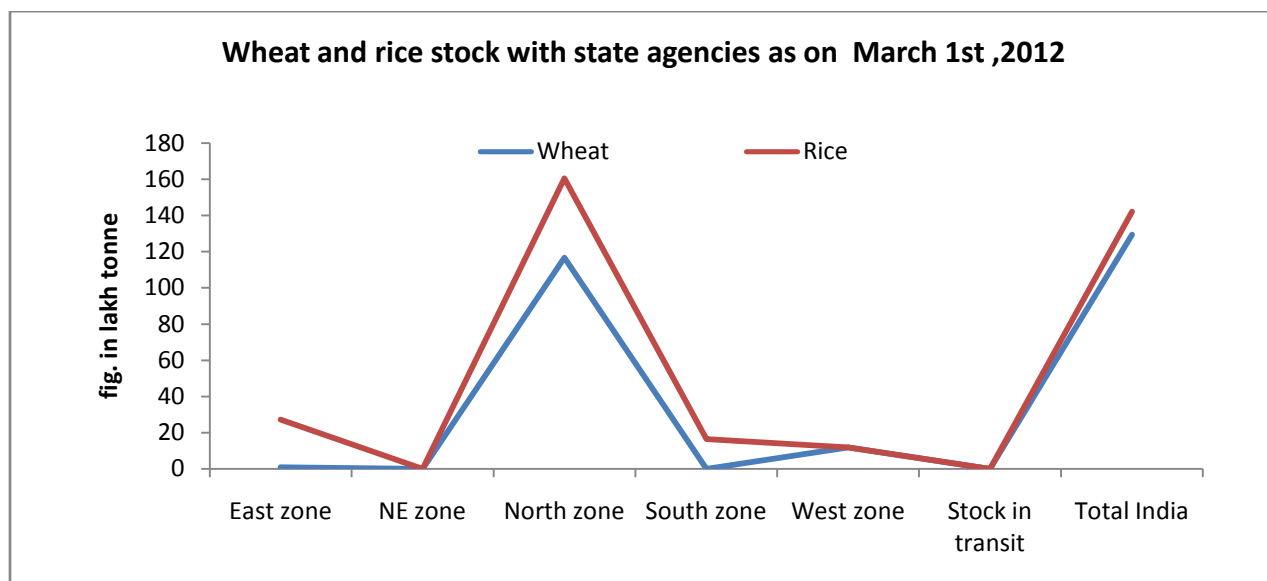 Wheat and rice stock with state agencies as on  March 1st ,2012
Wheat
Rice
fig. in lakh tonne
180
160
140
120
100
80
60
40
20
0
East zone
NE zone
North zone
South zone
West zone
Stock in
transit
Total India